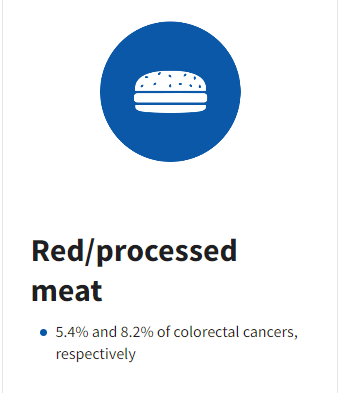 Red/processed
meat
5.4% and 8.2% of colorectal cancers,
respectively